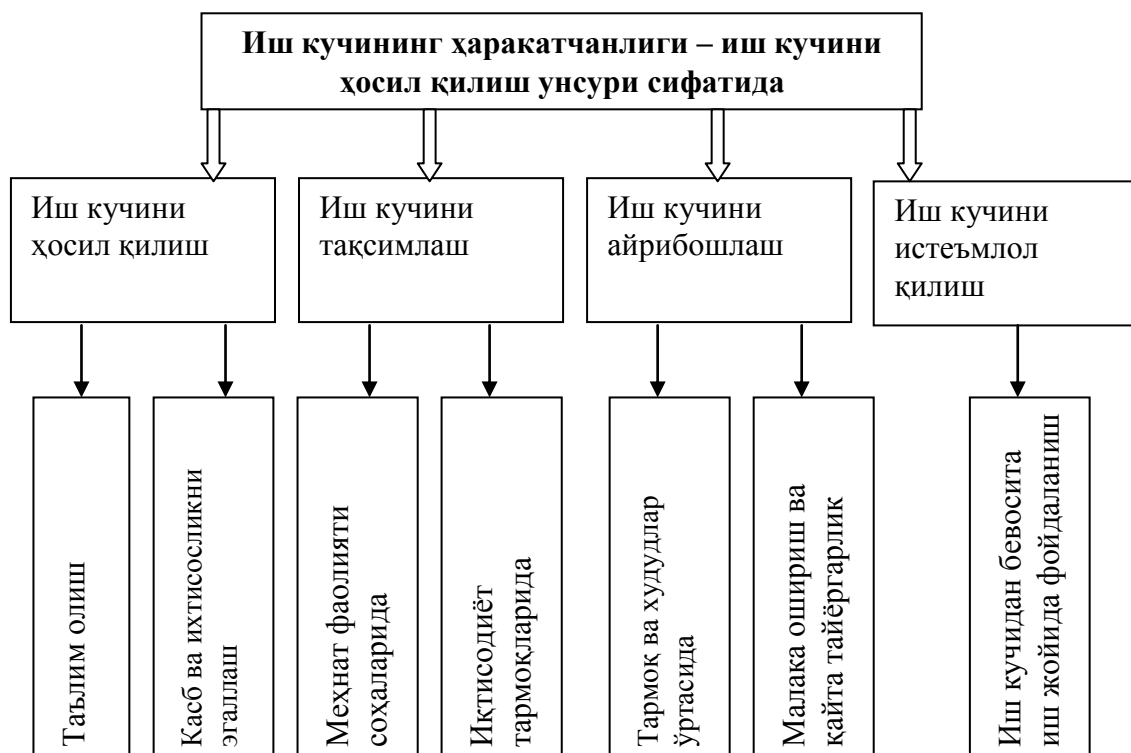 Иш кучининг ҳаракатчанлиги – иш кучини
ҳосил қилиш унсури сифатида
Иш кучини
ҳосил қилиш
Иш кучини
тақсимлаш
Иш кучини
айрибошлаш
Иш кучини
истеъмлол
қилиш
Таълим олиш
Касб ва ихтисосликни
эгаллаш
Меҳнат фаолияти
соҳаларида
Иқтисодиёт
тармоқларида
Тармоқ ва худудлар
ўртасида
Малака ошириш ва
қайта тайёргарлик
Иш кучидан бевосита
иш жойида фойдаланиш